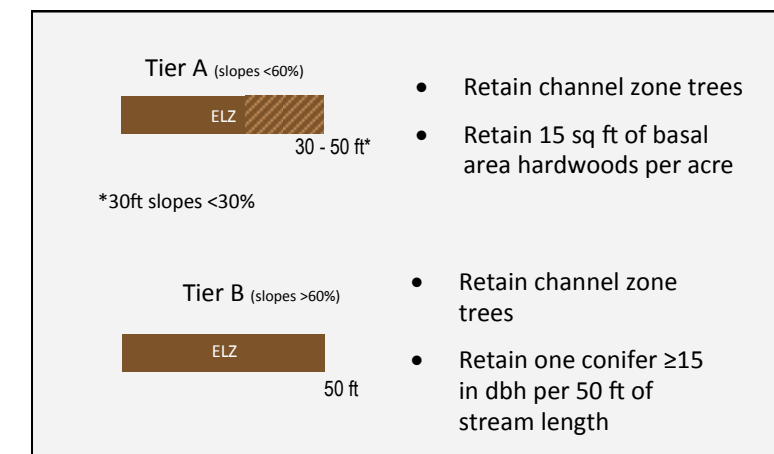 Tier A (slopes <60%)
ELZ
30 - 50 ft*
*30ft slopes <30%
• Retain channel zone trees
• Retain 15 sq ft of basal
area hardwoods per acre
Tier B (slopes >60%)
ELZ
50 ft
• Retain channel zone
trees
• Retain one conifer ≥15
in dbh per 50 ft of
stream length